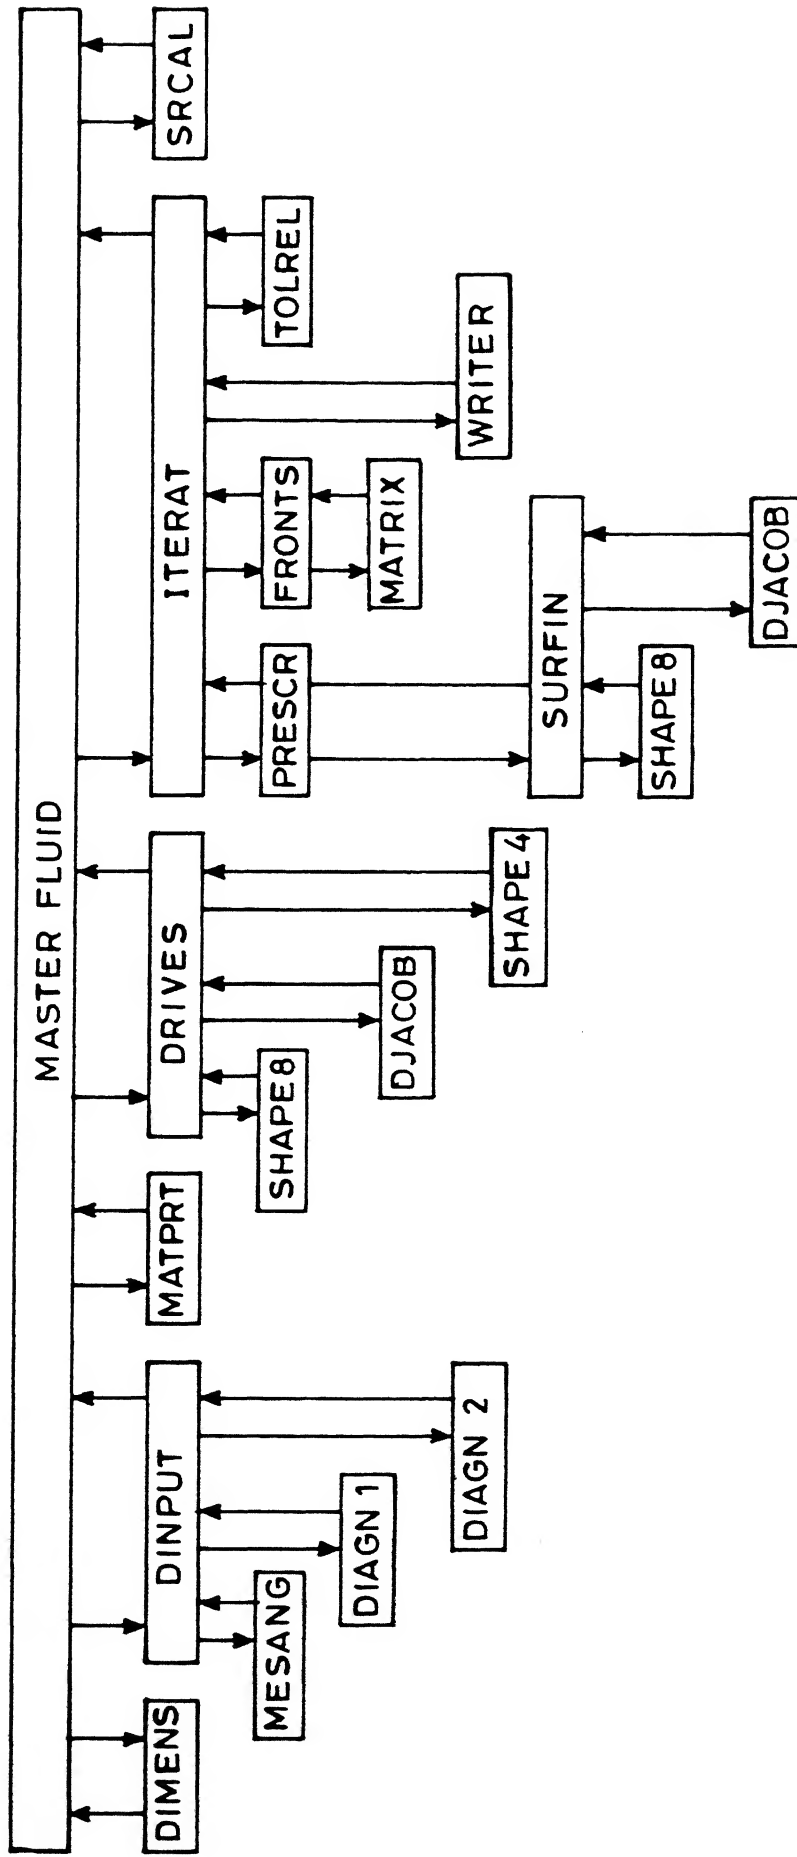 MASTER FLUID
DIMENS
DINPUT
MESANG
DIAGN 1
DIAGN 2
MATPRT
DRIVES
SHAPE 8
DJACOB
SHAPE 4
ITERAT
PRESCR
SURFIN
SHAPE 8
DJACOB
FRONTS
MATRIX
WRITER
TOLREL
SRCAL